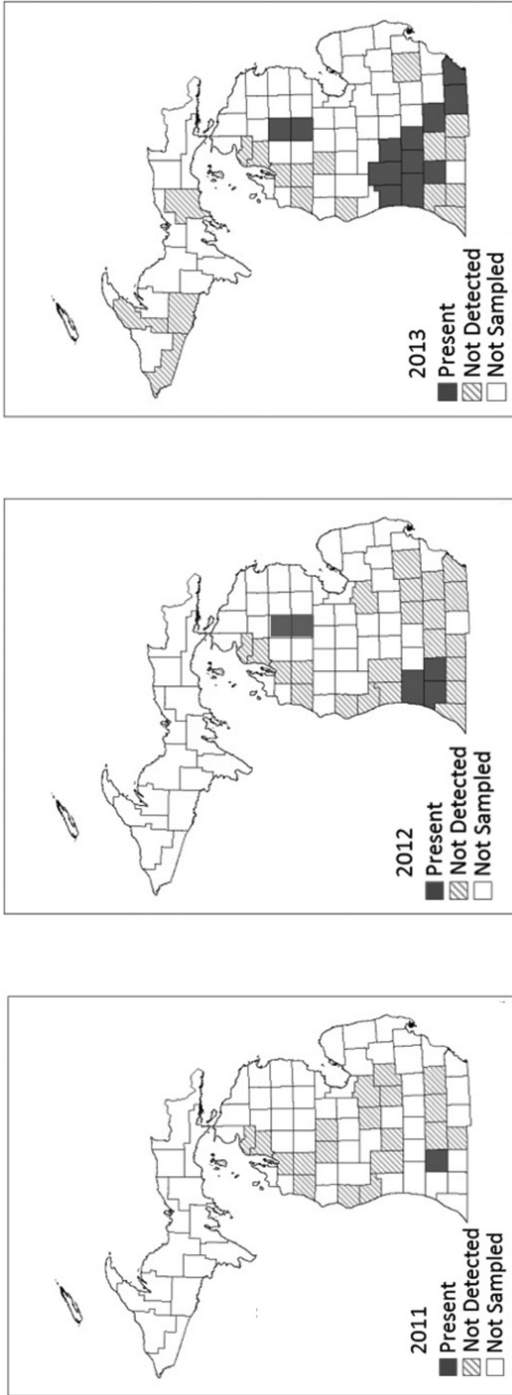 2011
Present
Not Detected
Not Sampled
2012
Present
Not Detected
Not Sampled
2013
Present
Not Detected
Not Sampled